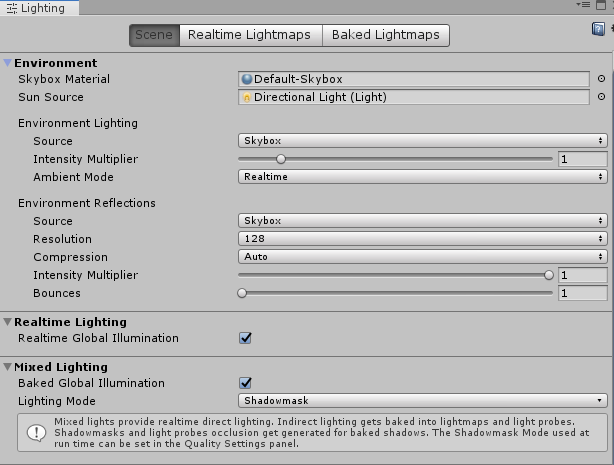 Lighting
Scene Realtime Lightmaps Baked Lightmaps
Environment
Skybox Material Default-Skybox
Sun Source Directional Light (Light)
Environment Lighting
Source Skybox
Intensity Multiplier 1
Ambient Mode Realtime
Environment Reflections
Source Skybox
Resolution 128
Compression Auto
Intensity Multiplier 1
Bounces 1
Realtime Lighting
Realtime Global Illumination
Mixed Lighting
Baked Global Illumination
Lighting Mode Shadowmask
Mixed lights provide realtime direct lighting. Indirect lighting gets baked into lightmaps and light probes.
Shadowmasks and light probes occlusion get generated for baked shadows. The Shadowmask Mode used at
run time can be set in the Quality Settings panel.